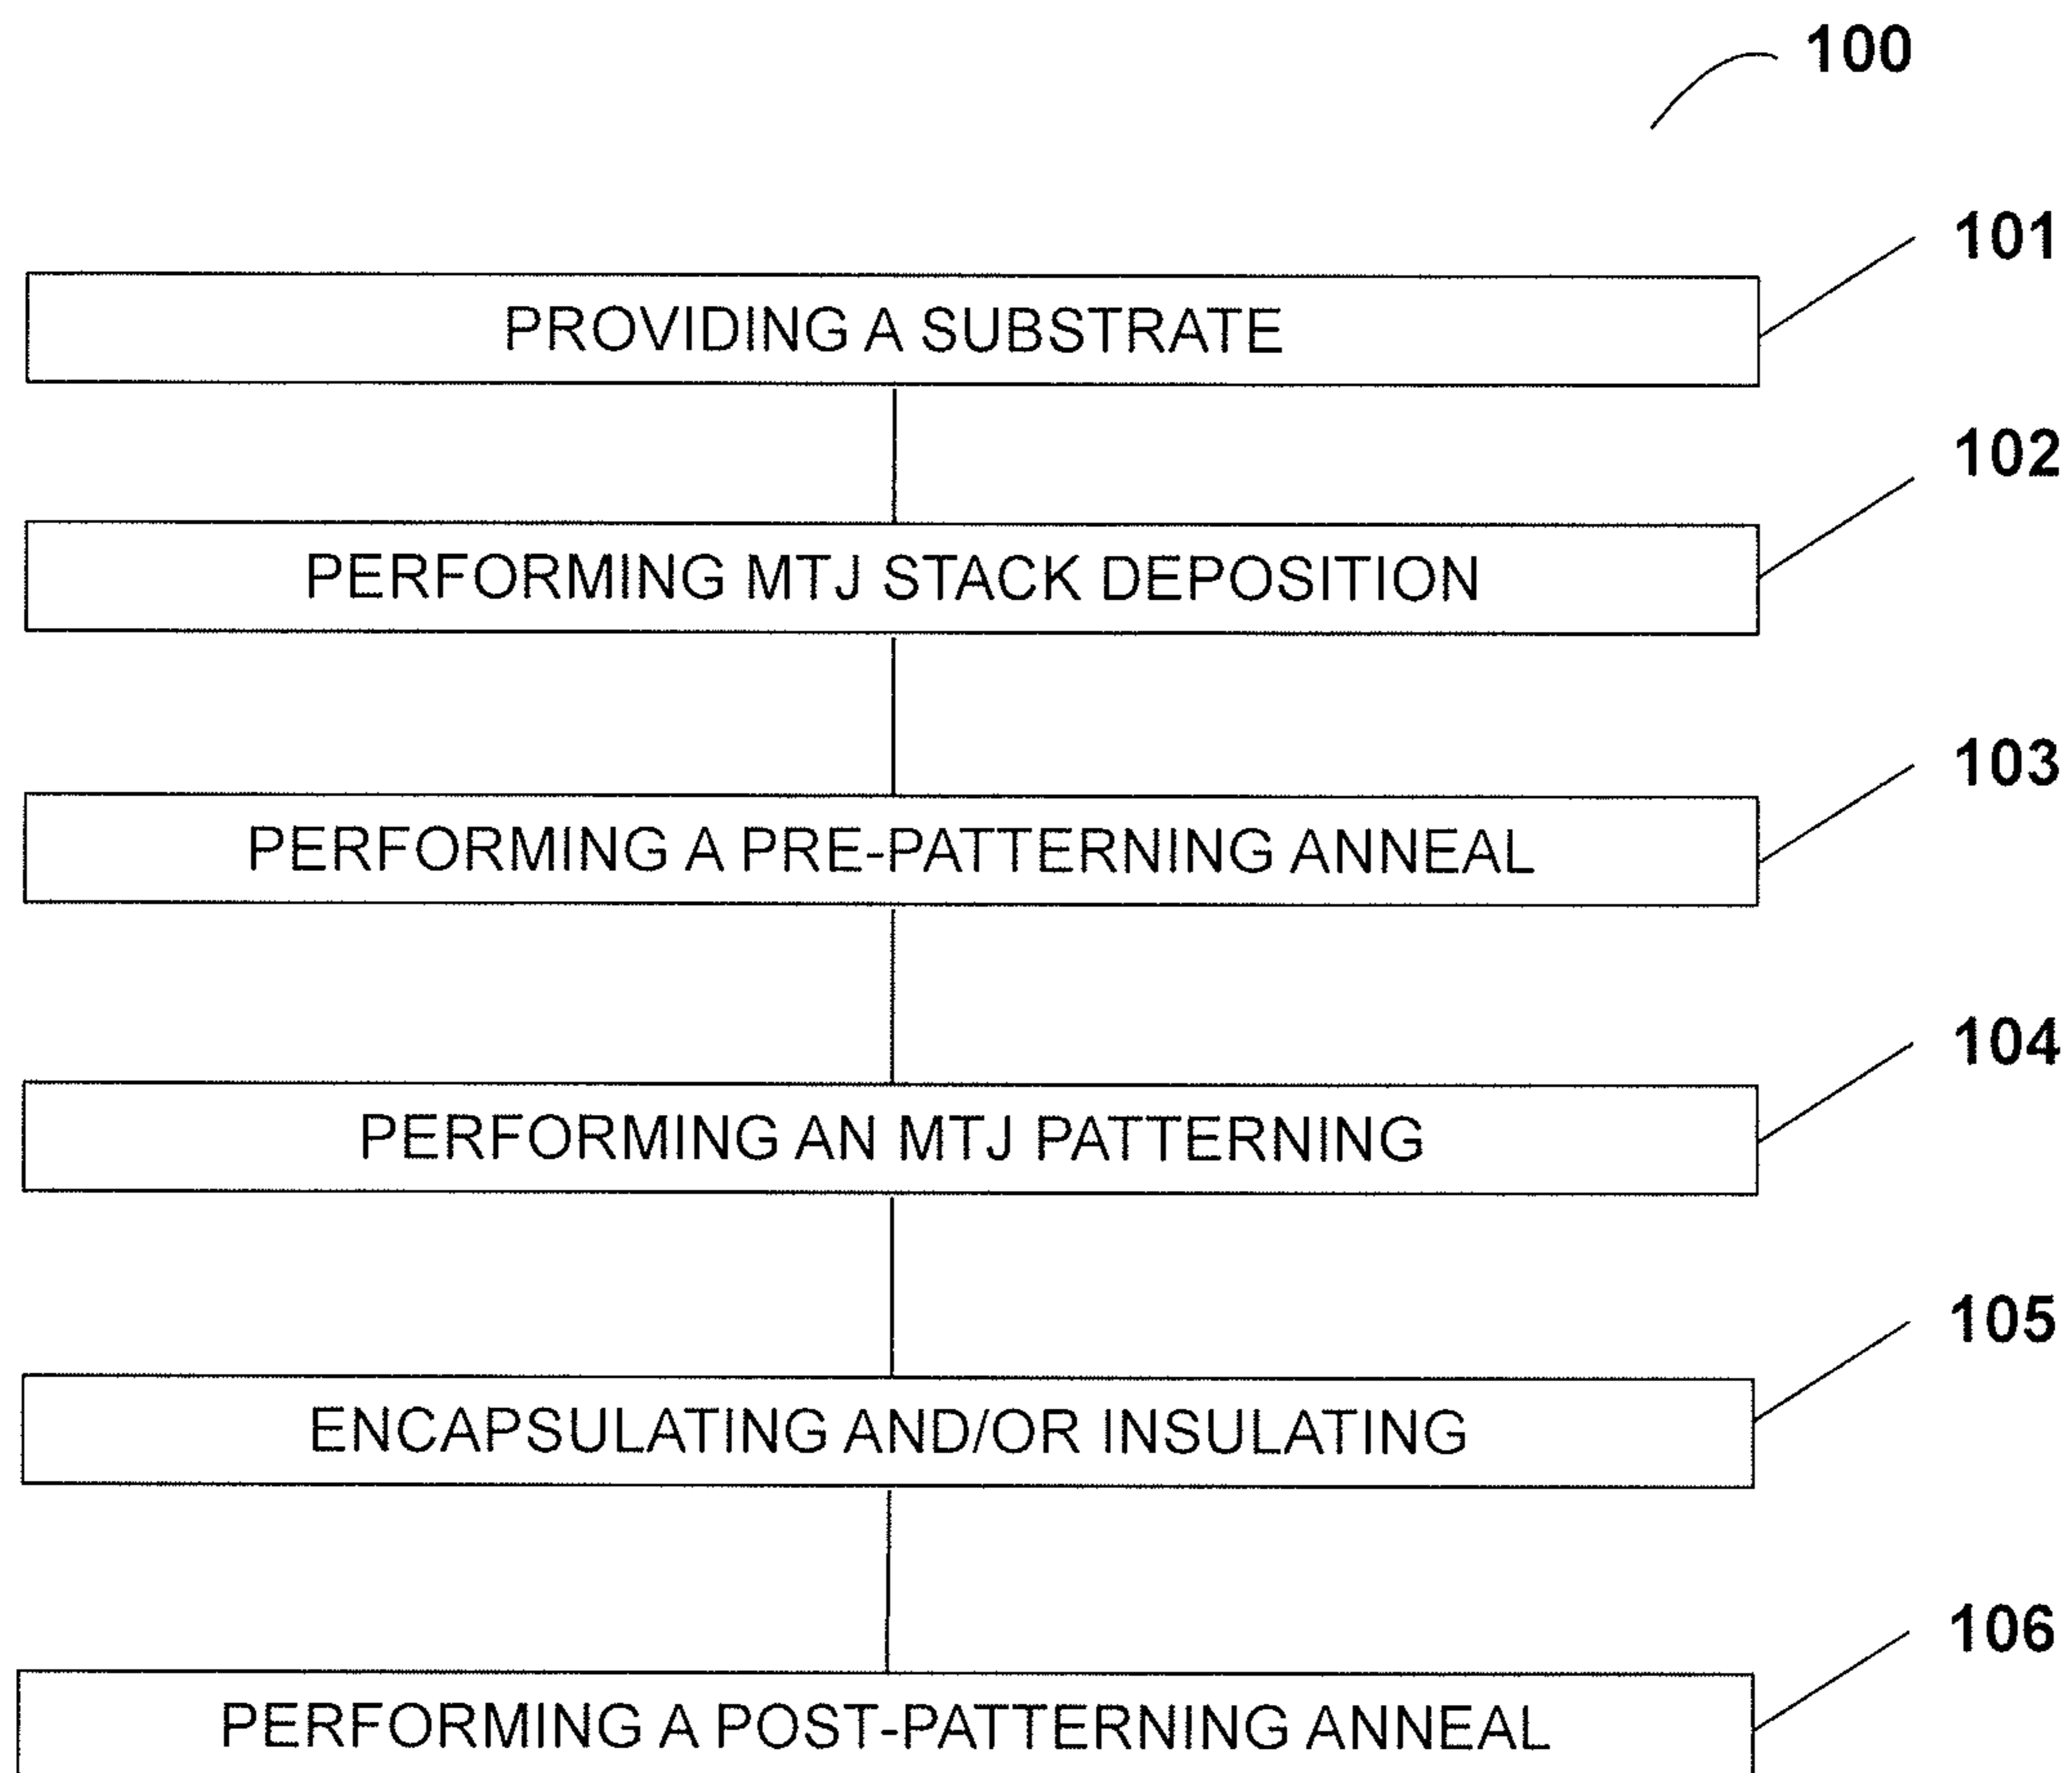 100
101
PROVIDING A SUBSTRATE
102
PERFORMING MTJ STACK DEPOSITION
103
PERFORMING A PRE-PATTERNING ANNEAL
104
PERFORMING AN MTJ PATTERNING
105
ENCAPSULATING AND/OR INSULATING
106
PERFORMING A POST-PATTERNING ANNEAL